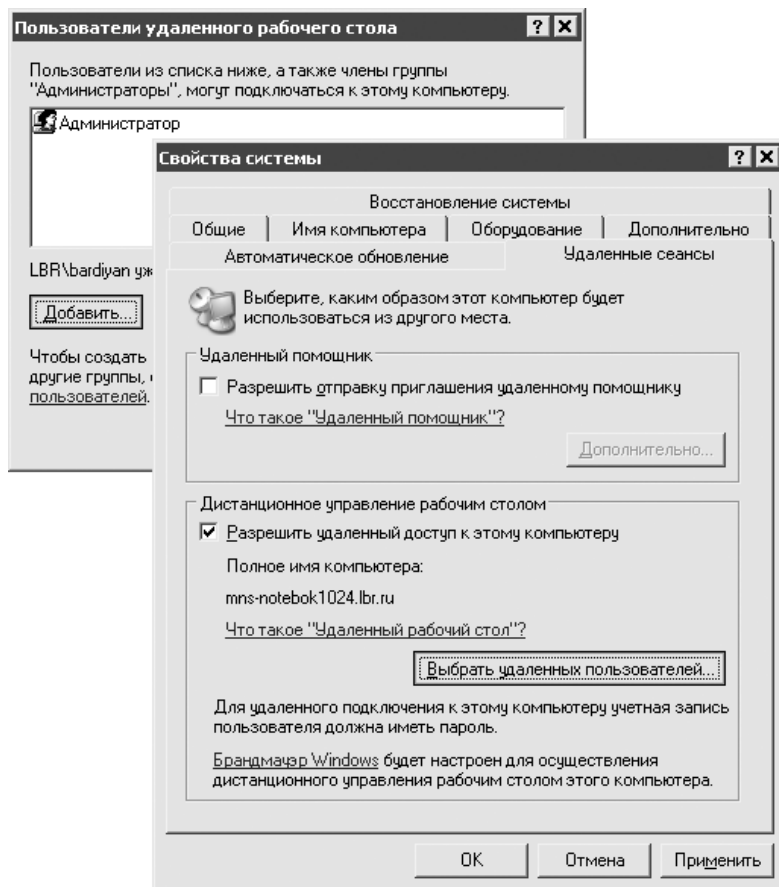 Пользователи удаленного рабочего стола
Пользователи из списка ниже, а также члены группы
"Администраторы", могут подключаться к этому компьютеру.
Администратор
LBR\bardiyan уж
Добавить...
Чтобы создать
другие группы,
пользователей.
Свойства системы
Восстановление системы
Общие Имя компьютера Оборудование Дополнительно
Автоматическое обновление Удаленные сеансы
Выберите, каким образом этот компьютер будет
использоваться из другого места.
Удаленный помощник
Разрешить отправку приглашения удаленному помощнику
Что такое "Удаленный помощник"?
Дополнительно...
Дистанционное управление рабочим столом
Разрешить удаленный доступ к этому компьютеру
Полное имя компьютера:
mns-notebok1024.lbr.ru
Что такое "Удаленный рабочий стол"?
Выбрать удаленных пользователей...
Для удаленного подключения к этому компьютеру учетная запись
пользователя должна иметь пароль.
Брандмауэр Windows будет настроен для осуществления
дистанционного управления рабочим столом этого компьютера.
OK Отмена Применить